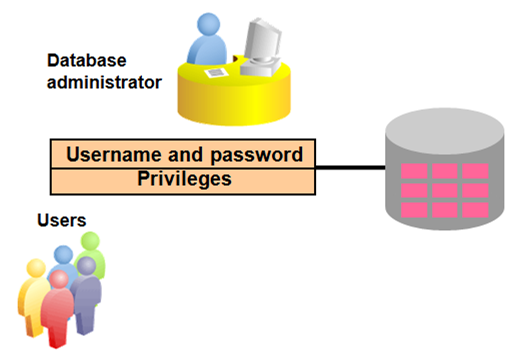 Database
administrator
Username and password
Privileges
Users